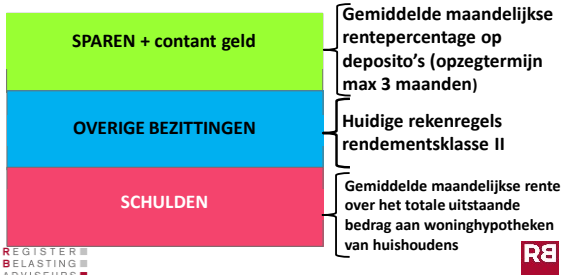 SPAREN + contant geld
Gemiddelde maandelijkse
rentepercentage op
deposito’s (opzegtermijn
max 3 maanden)
OVERIGE BEZITTINGEN
Huidige rekenregels
rendementsklasse II
SCHULDEN
Gemiddelde maandelijkse rente
over het totale uitstaande
bedrag aan woninghypotheken
van huishoudens
REGISTER
BELASTING
ADVISEURS
RB